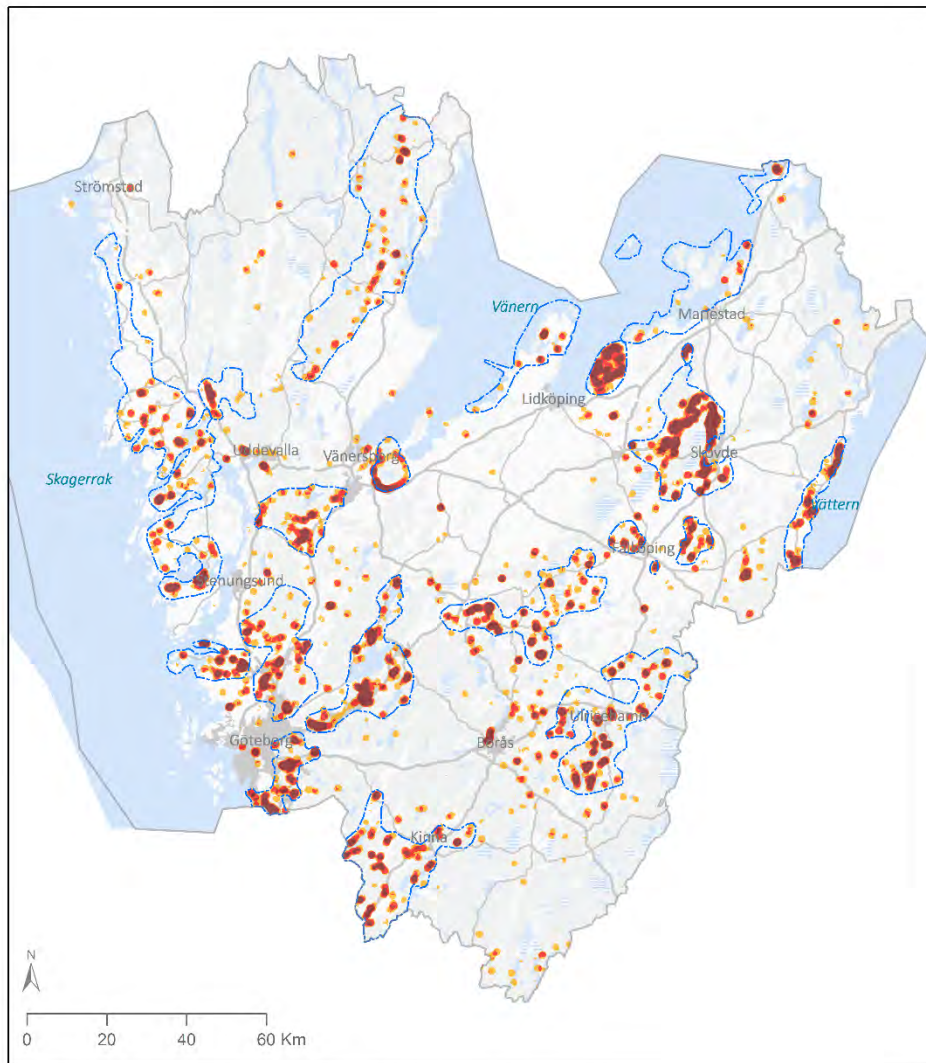 Strömstad
Vänern
Mariestad
Lidköping
Uddevalla
Vänersborg
Skövde
Skagerrak
Vättern
Falköping
Stenungsund
Ulricehamn
Göteborg
Borås
Kinna
N
0 20 40 60 Km